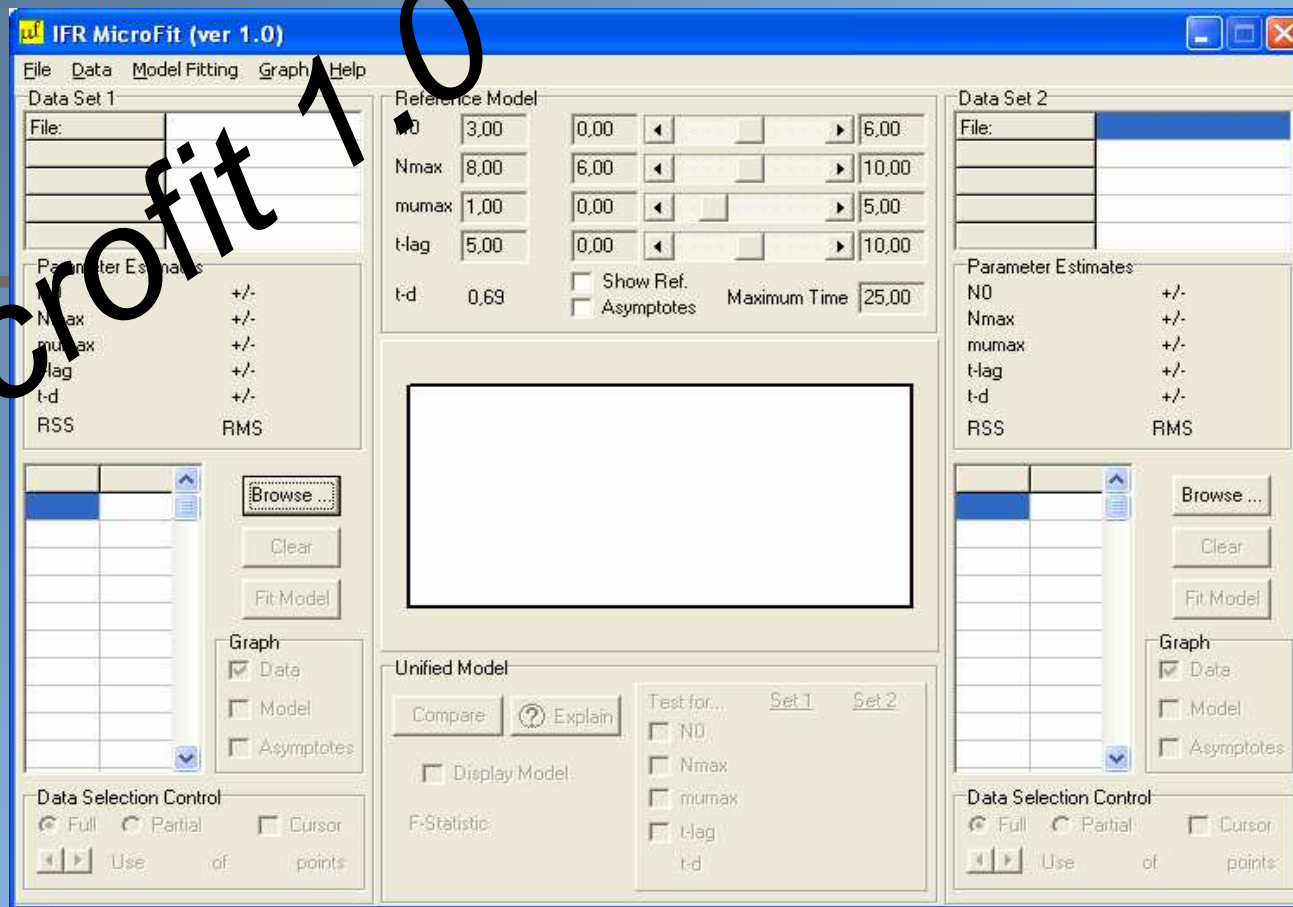 IFR MicroFit (ver 1.0)
File Data Model Fitting Graph Help
crofit 1.0
Data Set 1
File:
Parameter Estimates
N0 +/-
Nmax +/-
mumax +/-
t-lag +/-
t-d +/-
RSS RMS
Browse ...
Clear
Fit Model
Graph
Data
Model
Asymptotes
Data Selection Control
Full Partial Cursor
Use of points
Reference Model
N0 3,00 0,00 6,00
Nmax 8,00 6,00 10,00
mumax 1,00 0,00 5,00
t-lag 5,00 0,00 10,00
t-d 0,69 Show Ref. Asymptotes Maximum Time 25,00
Unified Model
Compare Explain
Display Model
F-Statistic
Test for... Set 1 Set 2
N0
Nmax
mumax
t-lag
t-d
Data Set 2
File:
Parameter Estimates
N0 +/-
Nmax +/-
mumax +/-
t-lag +/-
t-d +/-
RSS RMS
Browse ...
Clear
Fit Model
Graph
Data
Model
Asymptotes
Data Selection Control
Full Partial Cursor
Use of points